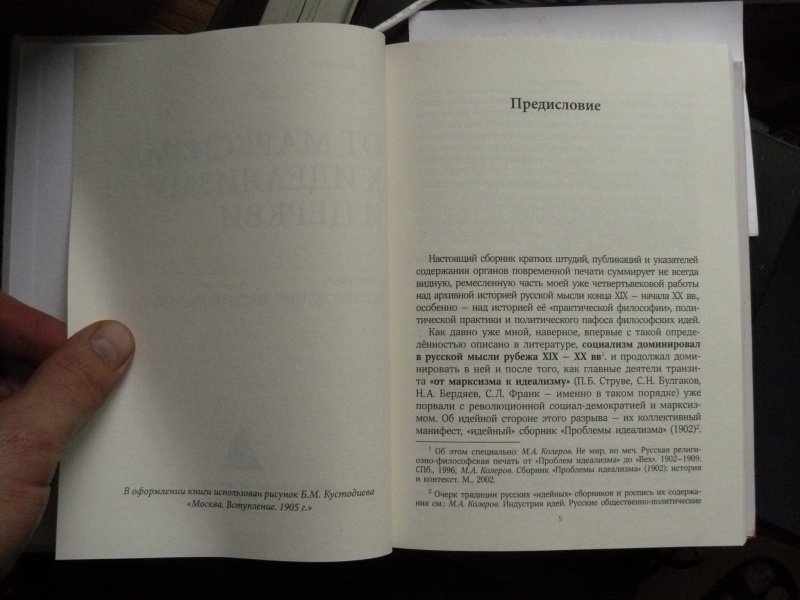 В оформлении книги использован рисунок Б.М. Кустодиева
«Москва. Вступление. 1905 г.»
Предисловие
Настоящий сборник кратких штудий, публикаций и указателей
содержания органов повременной печати суммирует не всегда
видную, ремесленную часть моей уже четвертьвековой работы
над архивной историей русской мысли конца XIX – начала XX вв.,
особенно – над историей её «практической философии», поли-
тической практики и политического пафоса философских идей.
Как давно уже мной, наверное, впервые с такой опреде-
лённостью описано в литературе, социализм доминировал
в русской мысли рубежа XIX – XX вв¹. и продолжал доми-
нировать в ней и после того, как главные деятели транзи-
та «от марксизма к идеализму» (П.Б. Струве, С.Н. Булгаков,
Н.А. Бердяев, С.Л. Франк – именно в таком порядке) уже
порвали с революционной социал-демократией и марксиз-
мом. Об идейной стороне этого разрыва – их коллективный
манифест, «идейный» сборник «Проблемы идеализма» (1902)²,
¹ Об этом специально: М.А. Колеров. Не мир, но меч. Русская религи-
озно-философская печать от «Проблем идеализма» до «Вех». 1902–1909.
СПб., 1996; М.А. Колеров. Сборник «Проблемы идеализма» (1902): история
и контекст. М., 2002.
² Очерк традиции русских «идейных» сборников и роспись их содержа-
ния см.: М.А. Колеров. Индустрия идей. Русские общественно-политические
5
ОТ МАРКСИЗМА
К ИДЕАЛИЗМУ
И ЦЕРКВИ